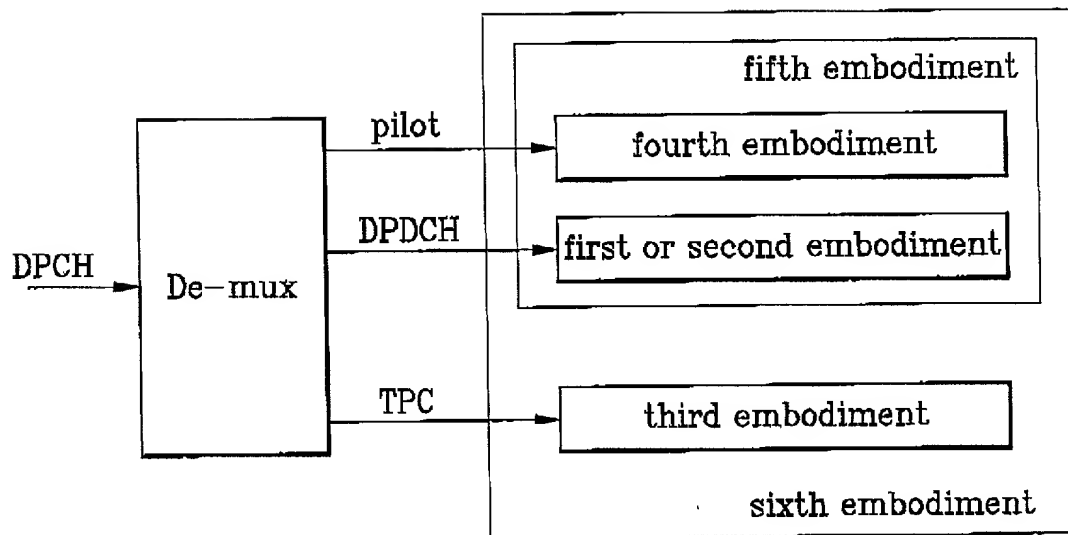 fifth embodiment
pilot
fourth embodiment
DPDCH
first or second embodiment
DPCH
De-mux
TPC
third embodiment
sixth embodiment